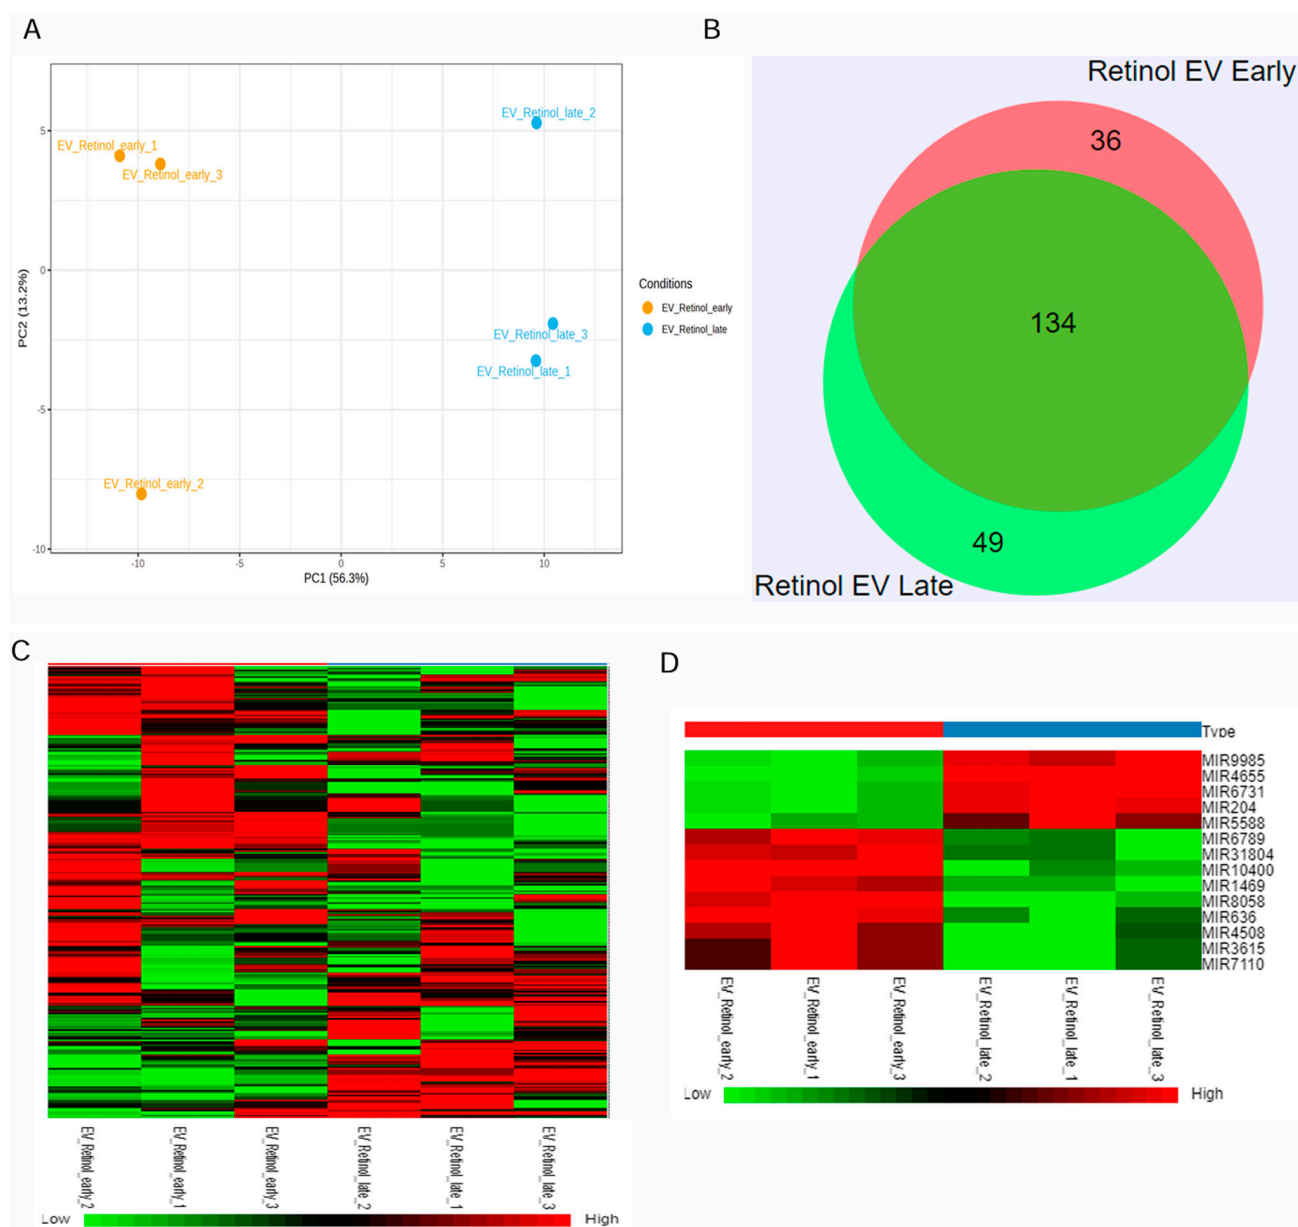 A
B
EV_Retinol_late_2
EV_Retinol_early_1
EV_Retinol_early_3
EV_Retinol_late_3
EV_Retinol_late_1
EV_Retinol_early_2
5
0
-5
-10
-10
-5
0
5
10
PC2 (13.2%)
PC1 (56.3%)
Conditions
EV_Retinol_early
EV_Retinol_late
Retinol EV Early
36
134
49
Retinol EV Late
C
EV_Retinol_early_2
EV_Retinol_early_1
EV_Retinol_early_3
EV_Retinol_late_2
EV_Retinol_late_1
EV_Retinol_late_3
Low
High
D
Type
MIR9985
MIR4655
MIR6731
MIR204
MIR5588
MIR6789
MIR31804
MIR10400
MIR1469
MIR8058
MIR636
MIR4508
MIR3615
MIR7110
EV_Retinol_early_2
EV_Retinol_early_1
EV_Retinol_early_3
EV_Retinol_late_2
EV_Retinol_late_1
EV_Retinol_late_3
Low
High